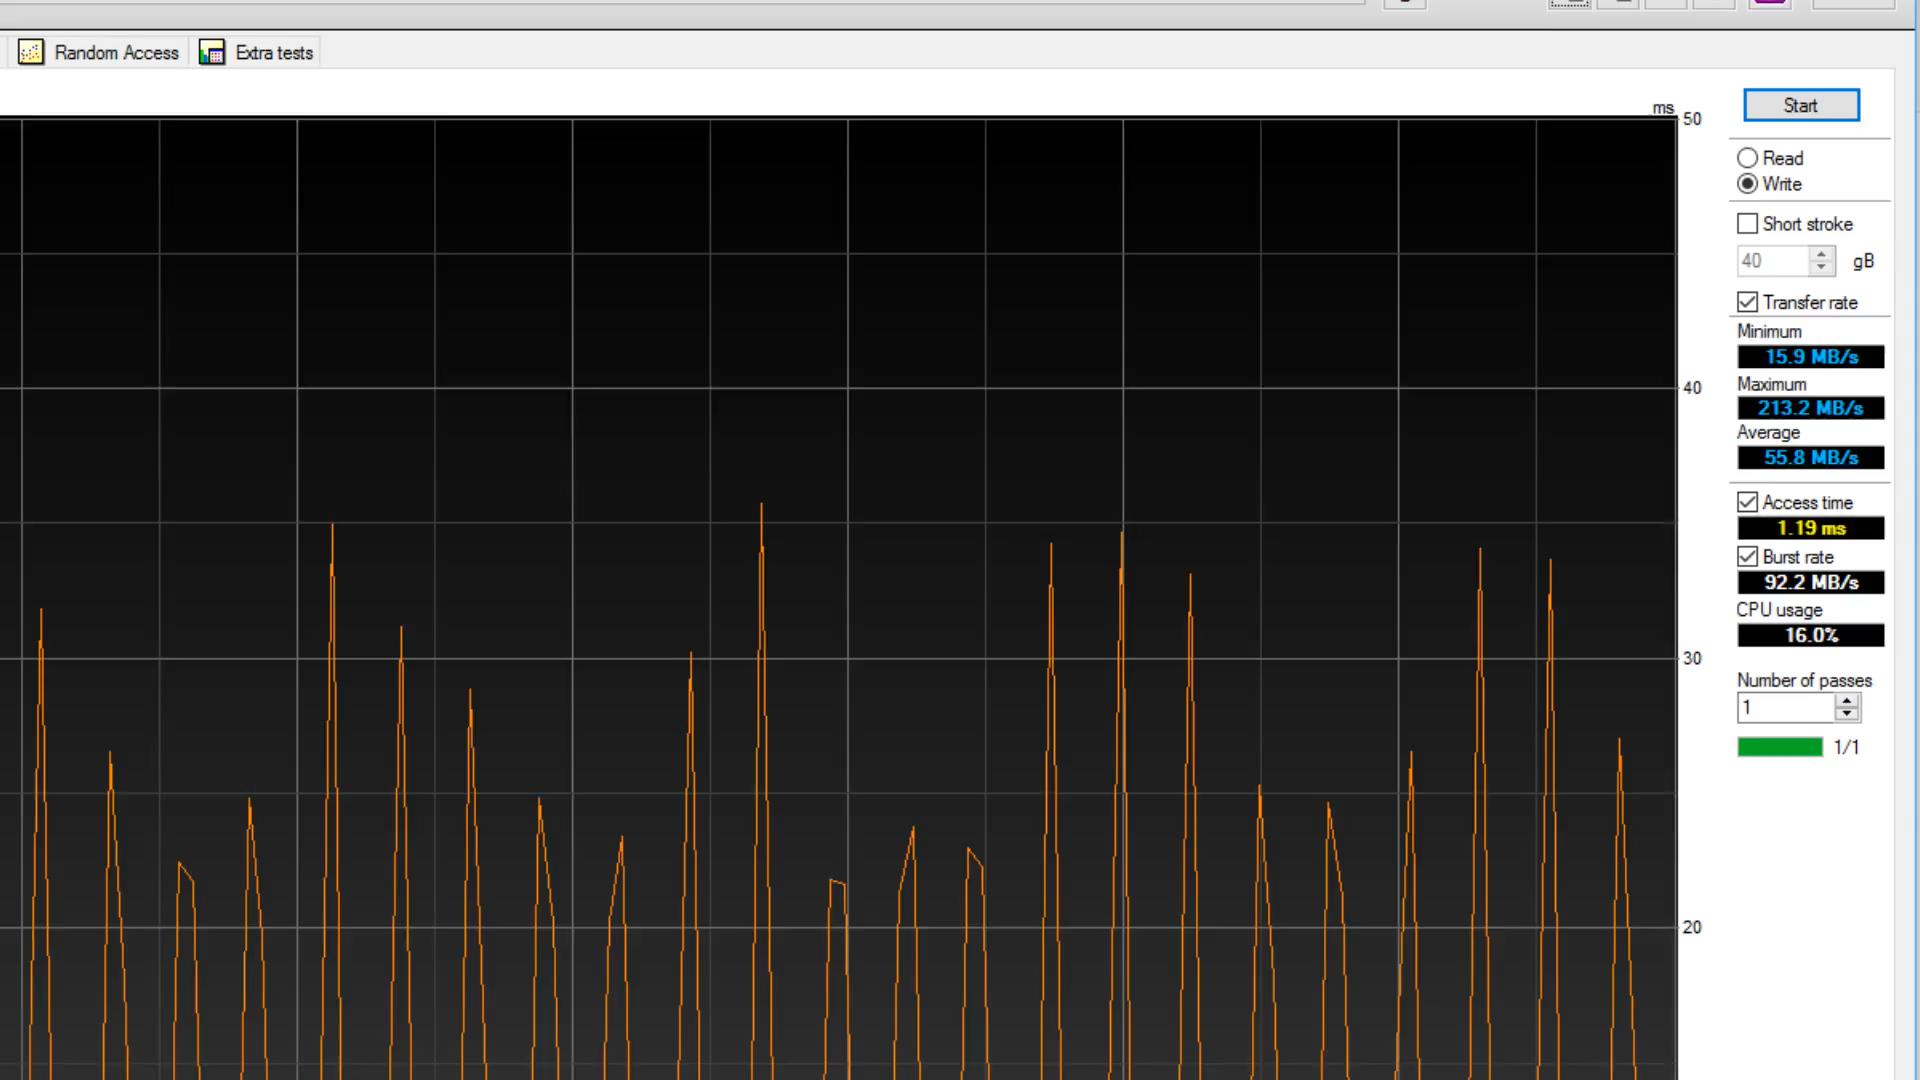 Random Access
Extra tests
ms
50
40
30
20
Start
Read
Write
Short stroke
40 gB
Transfer rate
Minimum
15.9 MB/s
Maximum
213.2 MB/s
Average
55.8 MB/s
Access time
1.19 ms
Burst rate
92.2 MB/s
CPU usage
16.0%
Number of passes
1
1/1